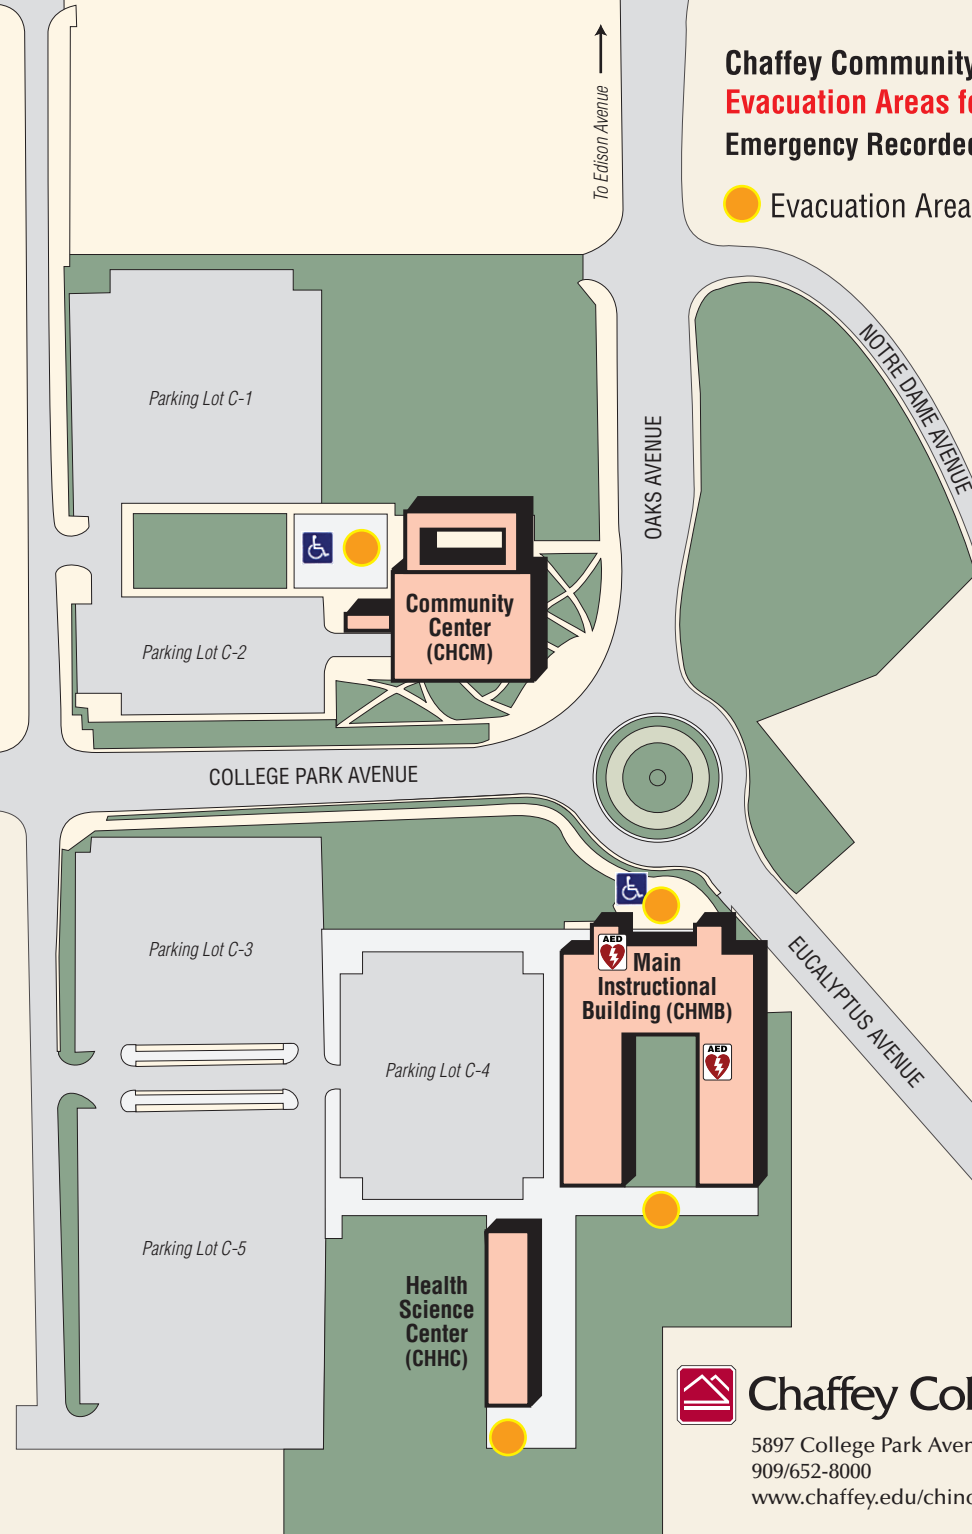 To Edison Avenue
Chaffey Community
Evacuation Areas
Emergency Recorded
Evacuation Area
NOTRE DAME AVENUE
Parking Lot C-1
OAKS AVENUE
Community
Center
(CHCM)
Parking Lot C-2
COLLEGE PARK AVENUE
AED
Main
Instructional
Building (CHMB)
EUCALYPTUS AVENUE
Parking Lot C-3
AED
Parking Lot C-4
Parking Lot C-5
Health
Science
Center
(CHHC)
Chaffey
5897 College Park
909/652-8000
www.chaffey.edu/chino